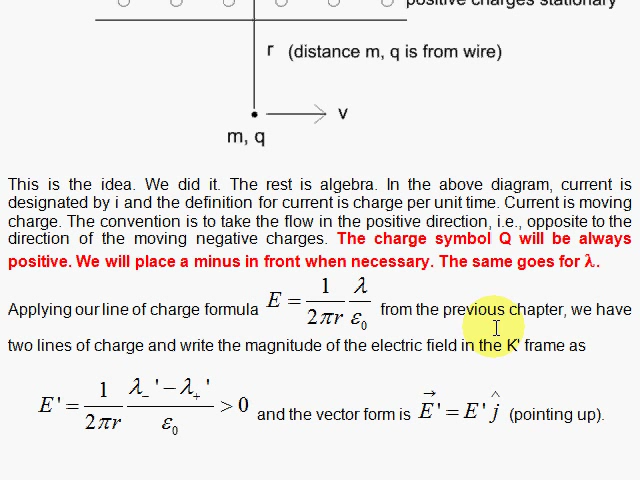 positive charges stationary
r (distance m, q is from wire)
v
m, q
This is the idea. We did it. The rest is algebra. In the above diagram, current is
designated by i and the definition for current is charge per unit time. Current is moving
charge. The convention is to take the flow in the positive direction, i.e., opposite to the
direction of the moving negative charges. The charge symbol Q will be always
positive. We will place a minus in front when necessary. The same goes for λ.
Applying our line of charge formula E = 1/2πr λ/ε₀ from the previous chapter, we have
two lines of charge and write the magnitude of the electric field in the K' frame as
E' = 1/2πr (λ₋' − λ₊')/ε₀ > 0 and the vector form is E⃗' = E' ĵ (pointing up).